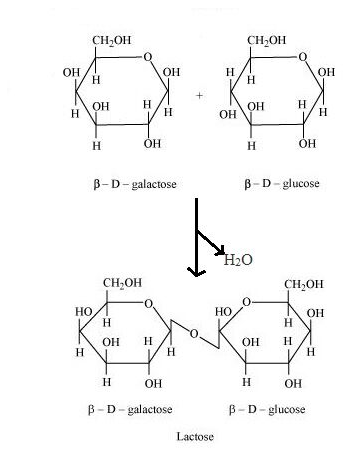 CH₂OH CH₂OH
O O
OH H OH H H OH
H OH H H OH OH H H
H OH H OH
+
β – D – galactose β – D – glucose
H₂O
CH₂OH CH₂OH
O O
HO H HO H OH
O
H OH H H OH H H
H OH H OH
β – D – galactose β – D – glucose
Lactose